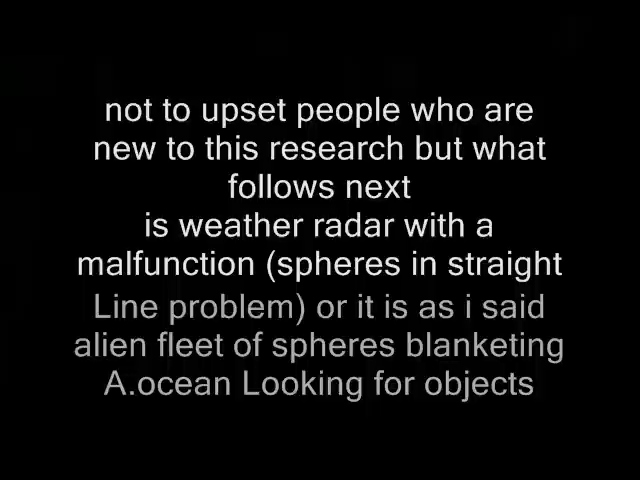 not to upset people who are
new to this research but what
follows next
is weather radar with a
malfunction (spheres in straight
Line problem) or it is as i said
alien fleet of spheres blanketing
A.ocean Looking for objects